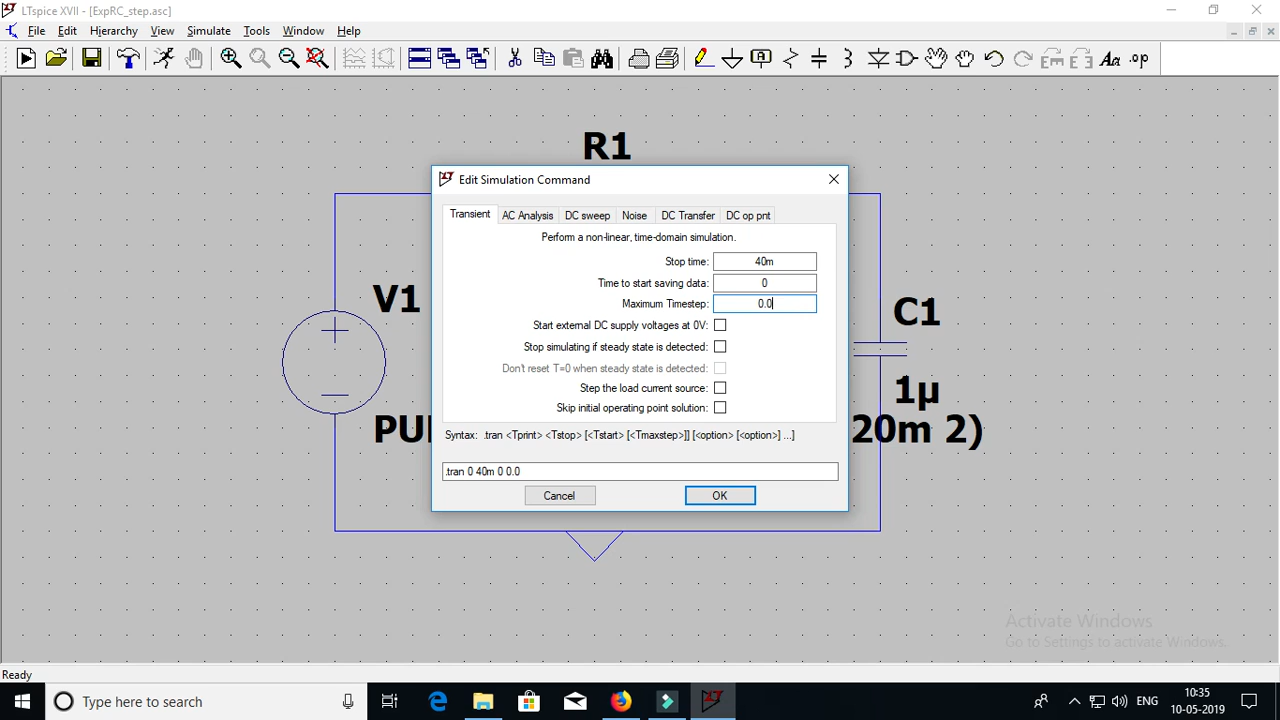 LTspice XVII - [ExpRC_step.asc]
File Edit Hierarchy View Simulate Tools Window Help
Aa .op
R1
Edit Simulation Command
Transient AC Analysis DC sweep Noise DC Transfer DC op pnt
Perform a non-linear, time-domain simulation.
Stop time: 40m
Time to start saving data: 0
Maximum Timestep: 0.0
Start external DC supply voltages at 0V:
Stop simulating if steady state is detected:
Don't reset T=0 when steady state is detected:
Step the load current source:
Skip initial operating point solution:
Syntax: .tran <Tprint> <Tstop> [<Tstart> [<Tmaxstep>]] [<option> [<option] ...]
.tran 0 40m 0 0.0
Cancel OK
V1
C1
1µ
PU 20m 2)
Activate Windows
Go to Settings to activate Windows.
Ready
Type here to search
ENG
10:35
10-05-2019